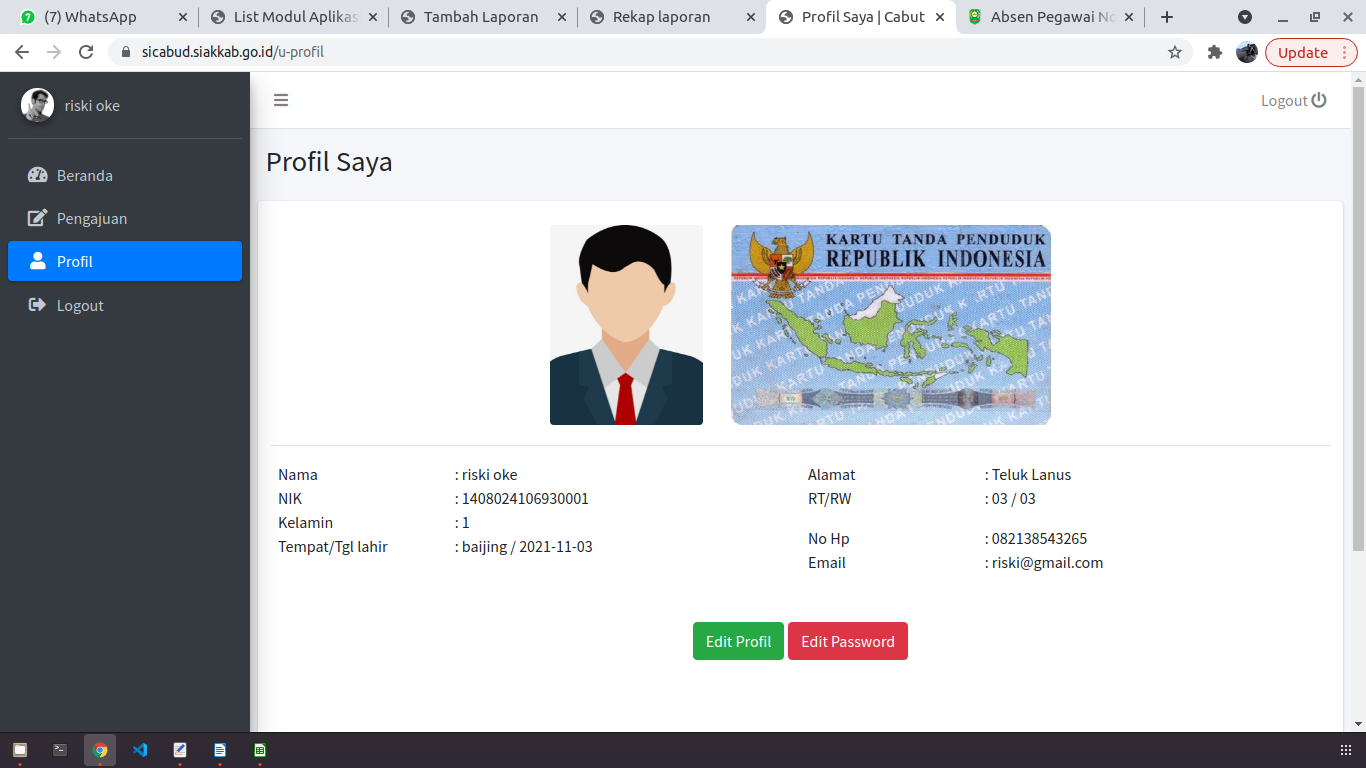 (7) WhatsApp
List Modul Aplikas
Tambah Laporan
Rekap laporan
Profil Saya | Cabut
Absen Pegawai No
sicabud.siakkab.go.id/u-profil
Update
riski oke
Logout
Beranda
Pengajuan
Profil
Logout
Profil Saya
KARTU TANDA PENDUDUK
REPUBLIK INDONESIA
Nama : riski oke
NIK : 1408024106930001
Kelamin : 1
Tempat/Tgl lahir : baijing / 2021-11-03
Alamat : Teluk Lanus
RT/RW : 03 / 03
No Hp : 082138543265
Email : riski@gmail.com
Edit Profil
Edit Password